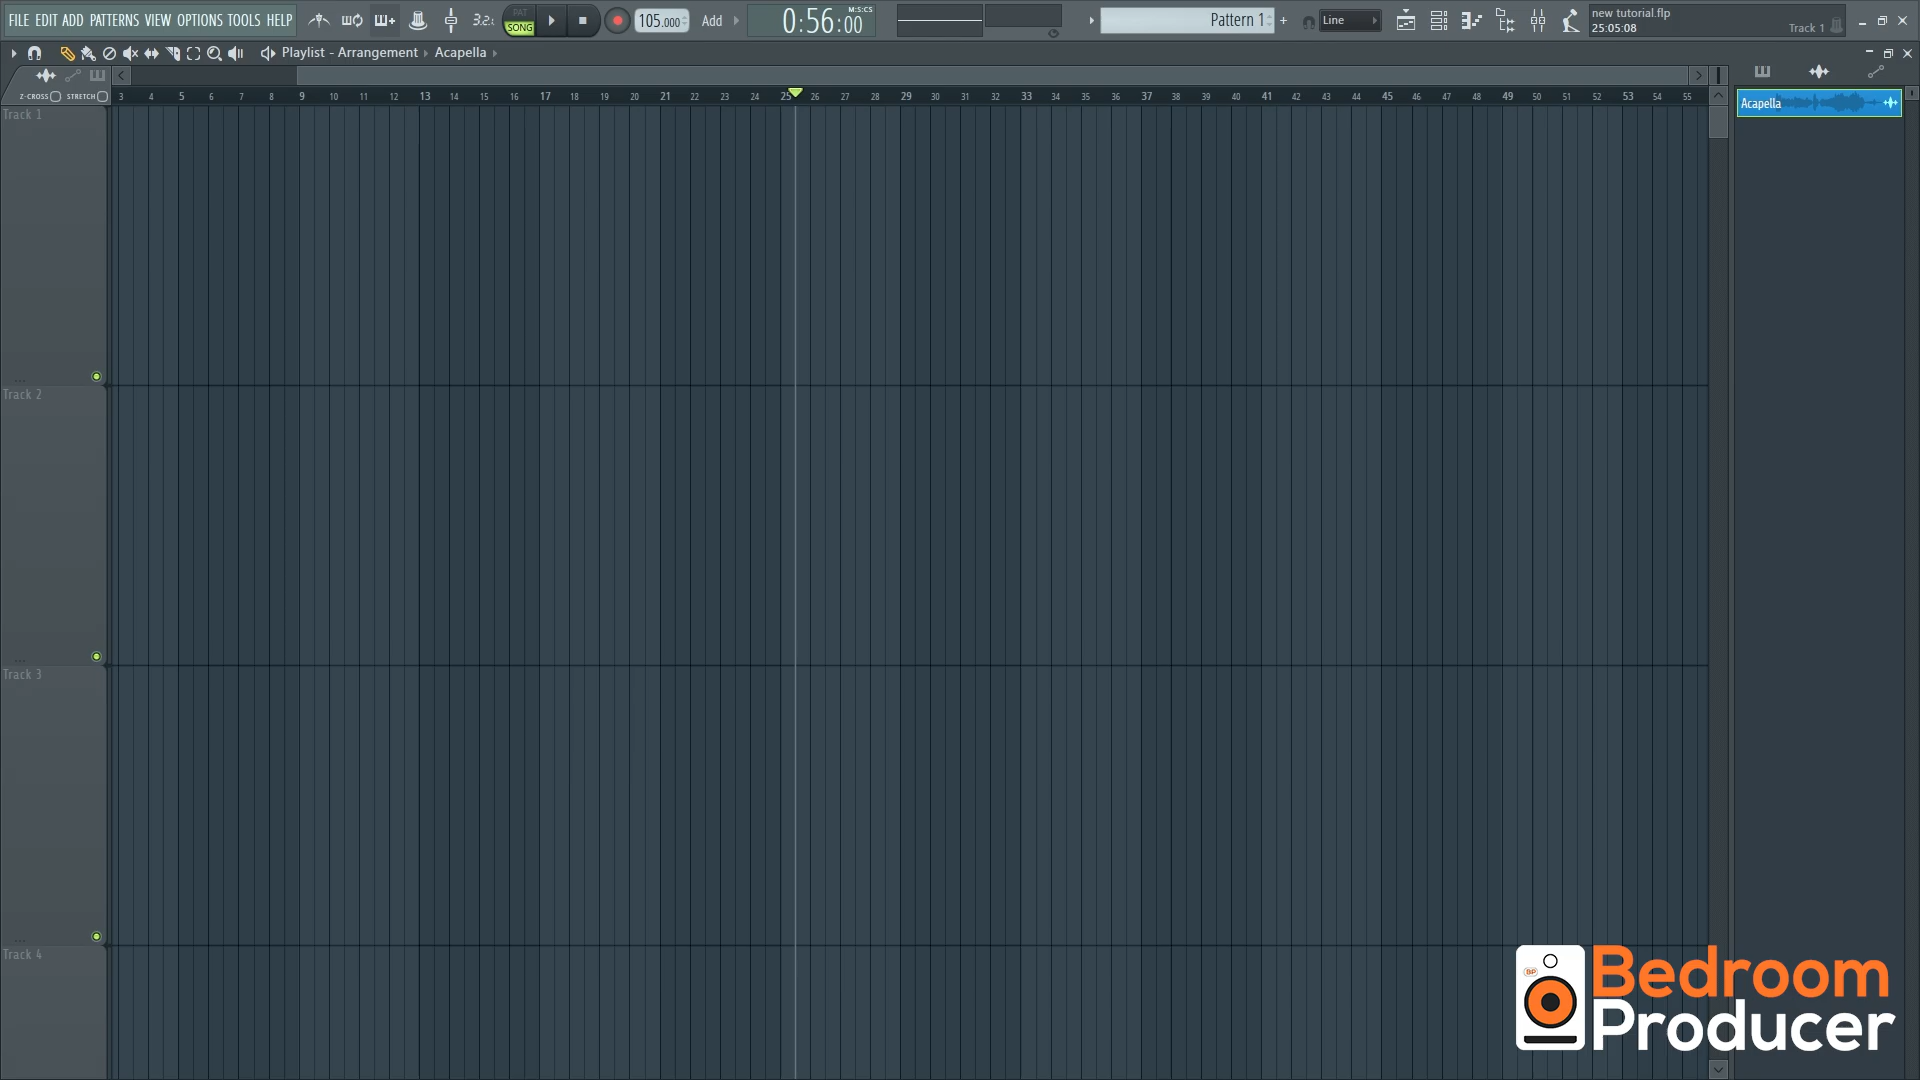 FILE EDIT ADD PATTERNS VIEW OPTIONS TOOLS HELP
3.2.
PAT
SONG
105.000
Add
M:S:CS
0:56:00
Pattern 1
+
Line
new tutorial.flp
25:05:08
Track 1
Playlist - Arrangement › Acapella ›
Z-CROSS STRETCH
3 4 5 6 7 8 9 10 11 12 13 14 15 16 17 18 19 20 21 22 23 24 25 26 27 28 29 30 31 32 33 34 35 36 37 38 39 40 41 42 43 44 45 46 47 48 49 50 51 52 53 54 55
Acapella
Track 1
Track 2
Track 3
Track 4
BP
Bedroom
Producer